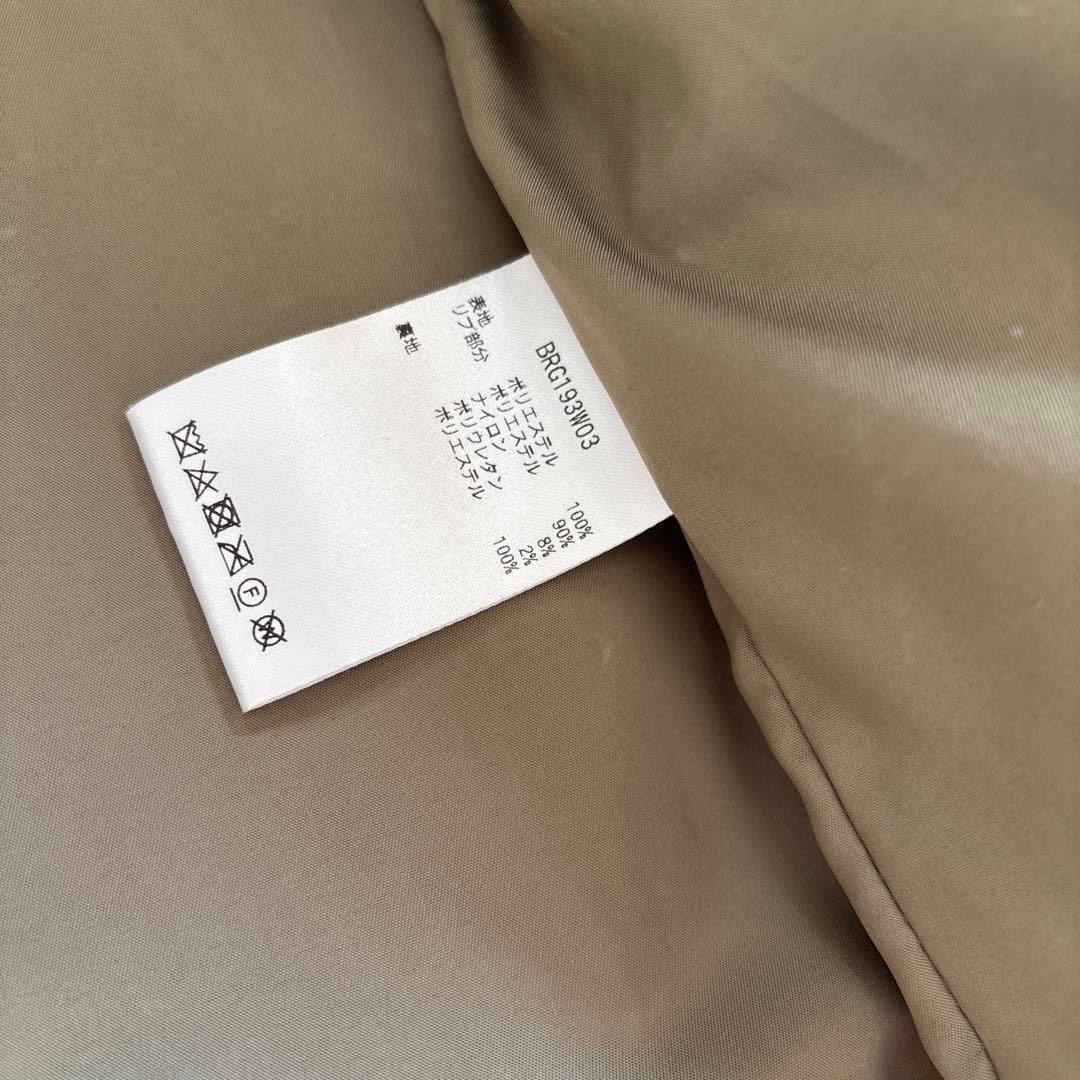 BRG193W03
表地 ポリエステル 100%
リブ部分 ポリエステル 90%
ナイロン 8%
ポリウレタン 2%
裏地 ポリエステル 100%
F
W